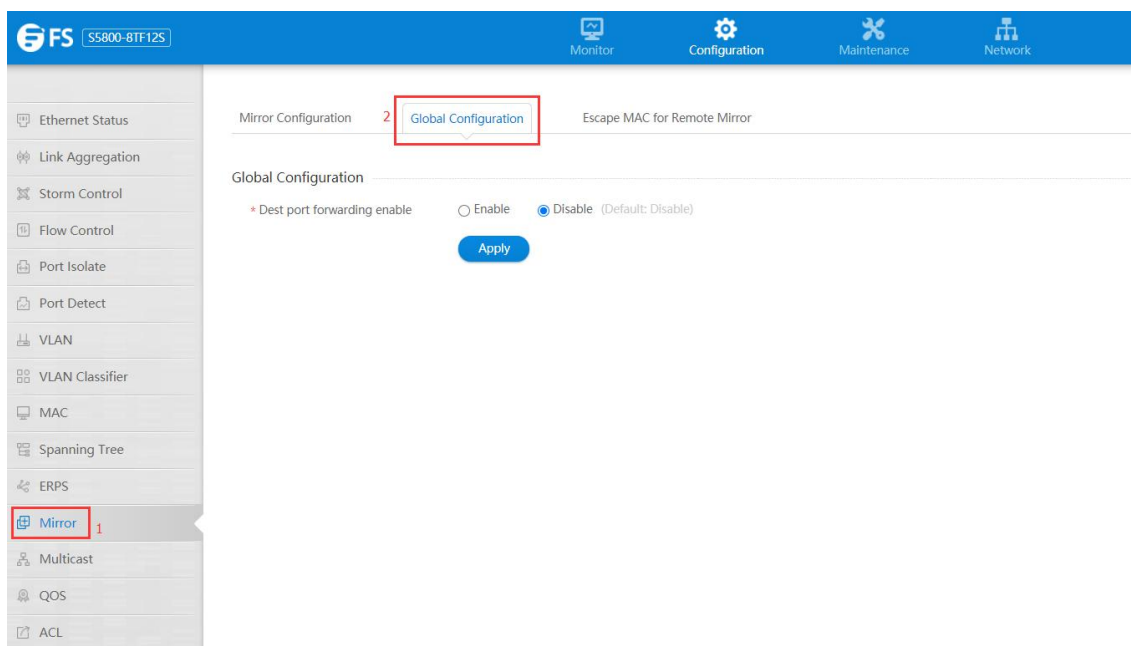 FS S5800-8TF12S
Monitor
Configuration
Maintenance
Network
Ethernet Status
Link Aggregation
Storm Control
Flow Control
Port Isolate
Port Detect
VLAN
VLAN Classifier
MAC
Spanning Tree
ERPS
Mirror 1
Multicast
QOS
ACL
Mirror Configuration 2 Global Configuration Escape MAC for Remote Mirror
Global Configuration
* Dest port forwarding enable Enable Disable (Default: Disable)
Apply